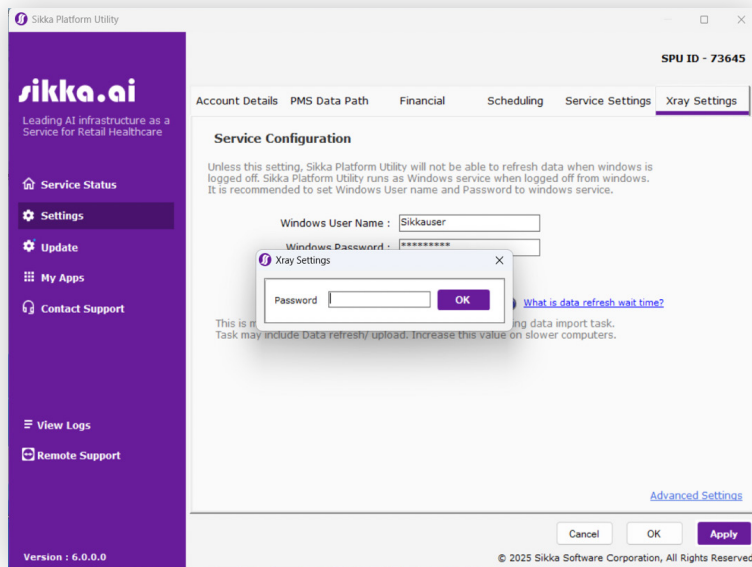 Sikka Platform Utility
SPU ID - 73645
sikka.ai
Leading AI infrastructure as a
Service for Retail Healthcare
Service Status
Settings
Update
My Apps
Contact Support
View Logs
Remote Support
Version : 6.0.0.0
Account Details PMS Data Path Financial Scheduling Service Settings Xray Settings
Service Configuration
Unless this setting, Sikka Platform Utility will not be able to refresh data when windows is
logged off. Sikka Platform Utility runs as Windows service when logged off from windows.
It is recommended to set Windows User name and Password to windows service.
Windows User Name : Sikkauser
Windows Password : *********
Xray Settings
Password OK
What is data refresh wait time?
This is m ing data import task.
Task may include Data refresh/ upload. Increase this value on slower computers.
Advanced Settings
Cancel OK Apply
© 2025 Sikka Software Corporation, All Rights Reserved